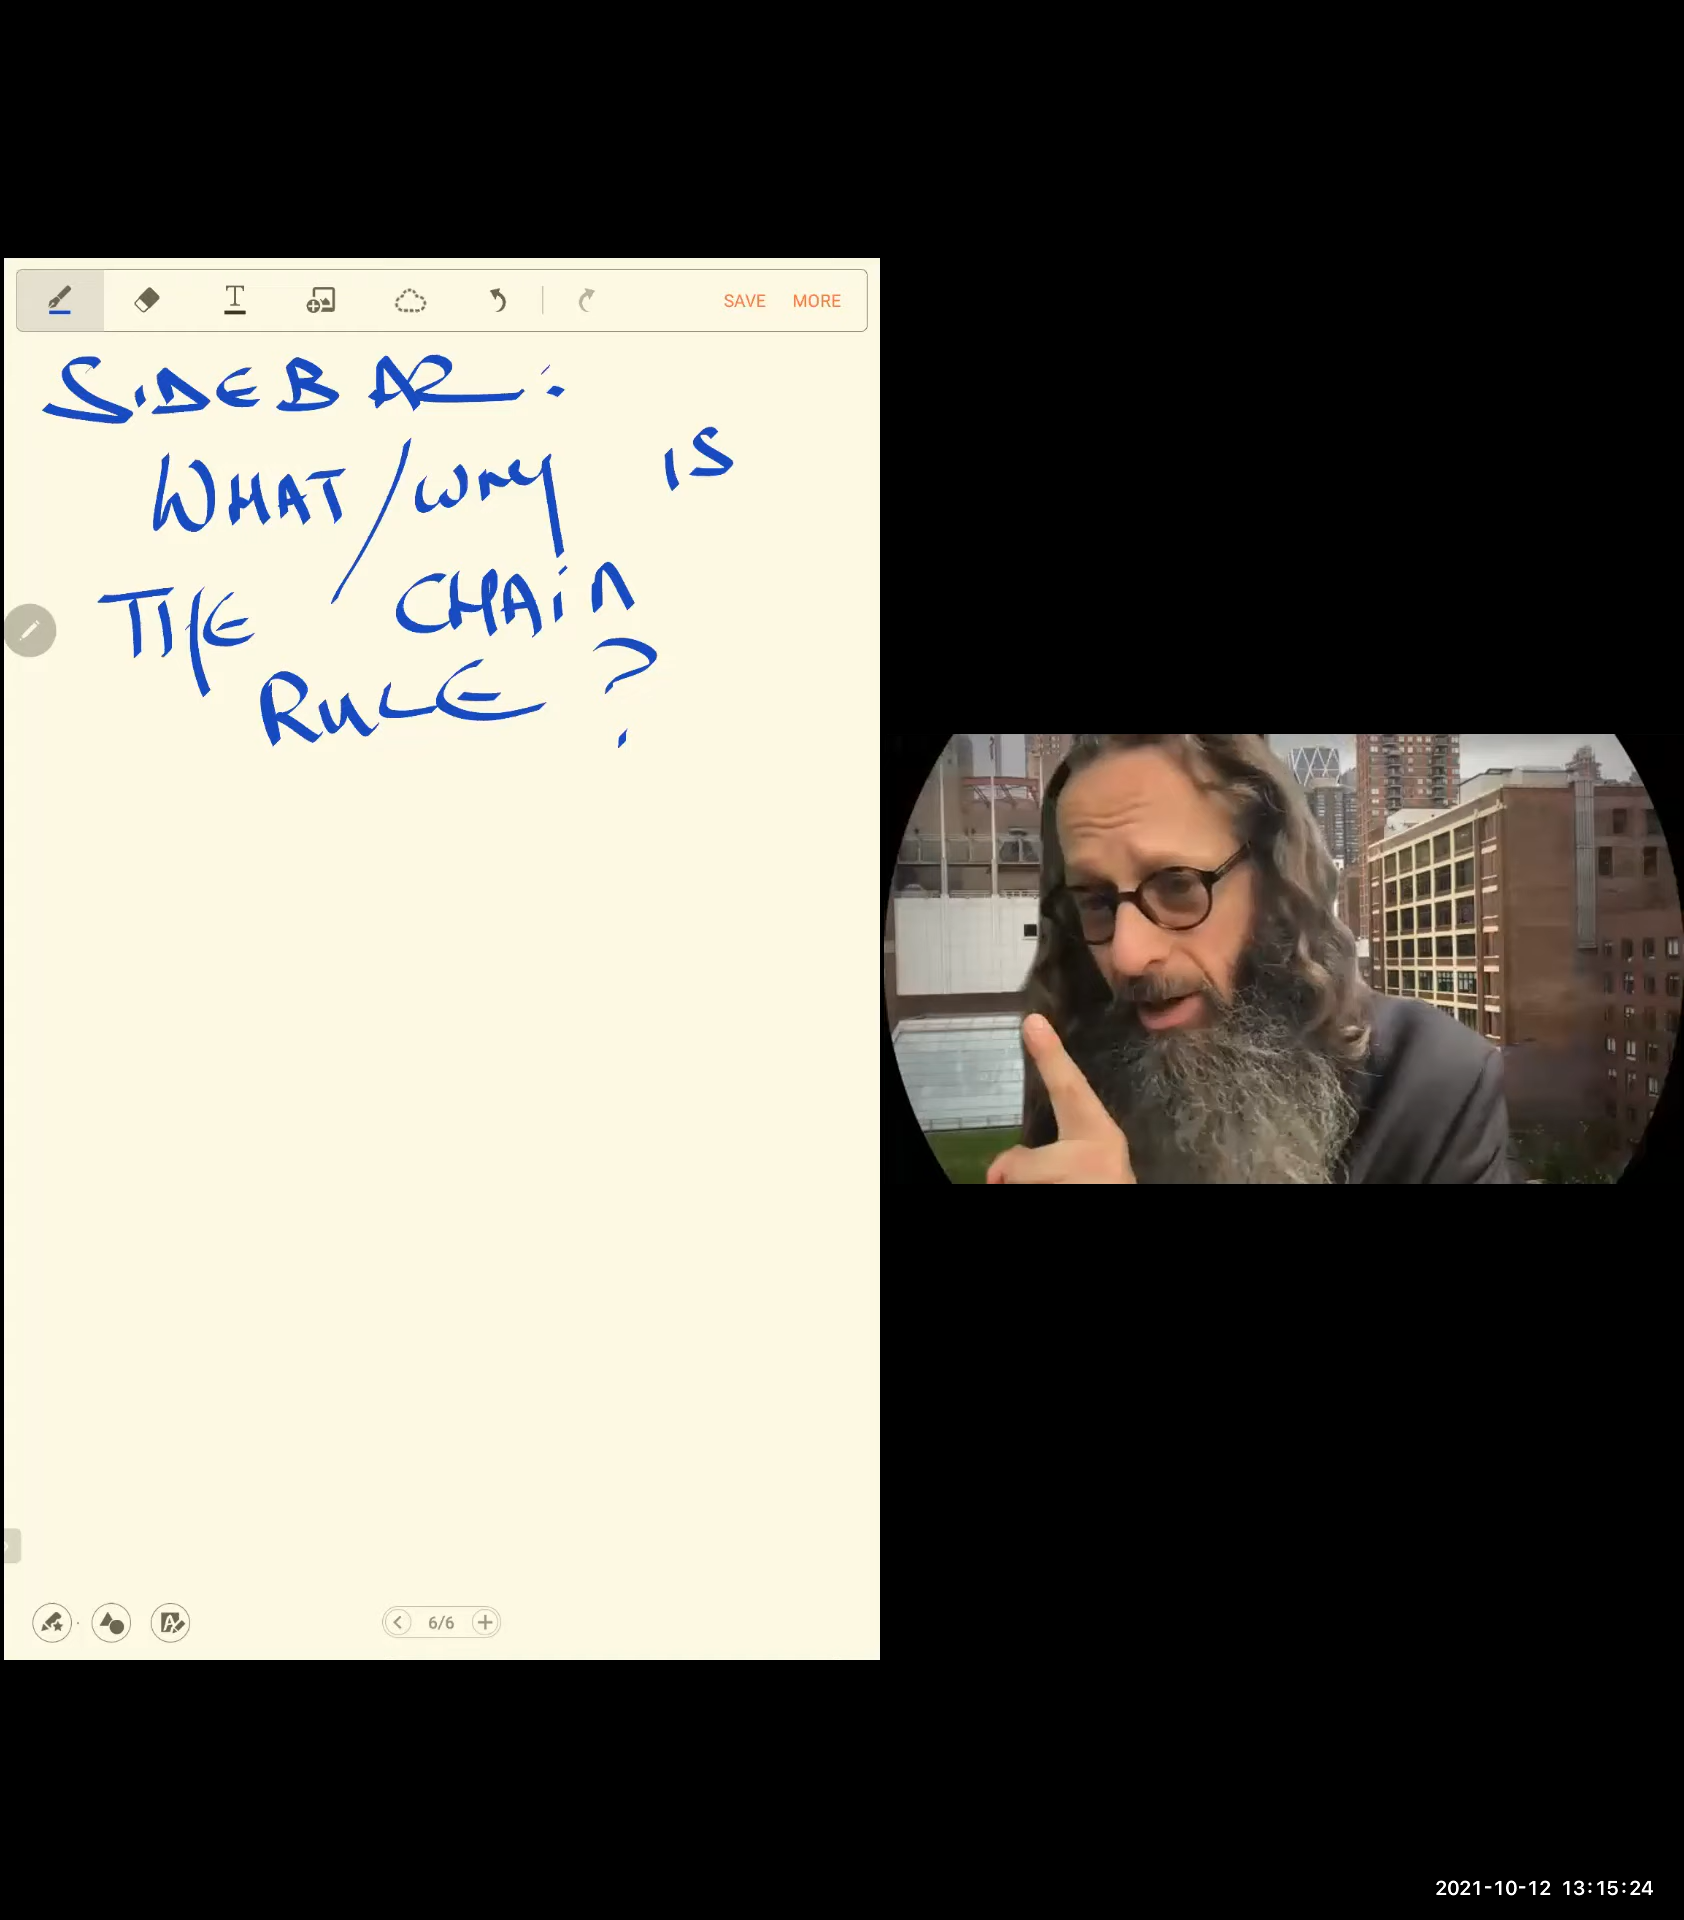 SAVE MORE
SIDEBAR:
WHAT/WHY IS
THE CHAIN
RULE?
6/6
2021-10-12 13:15:24